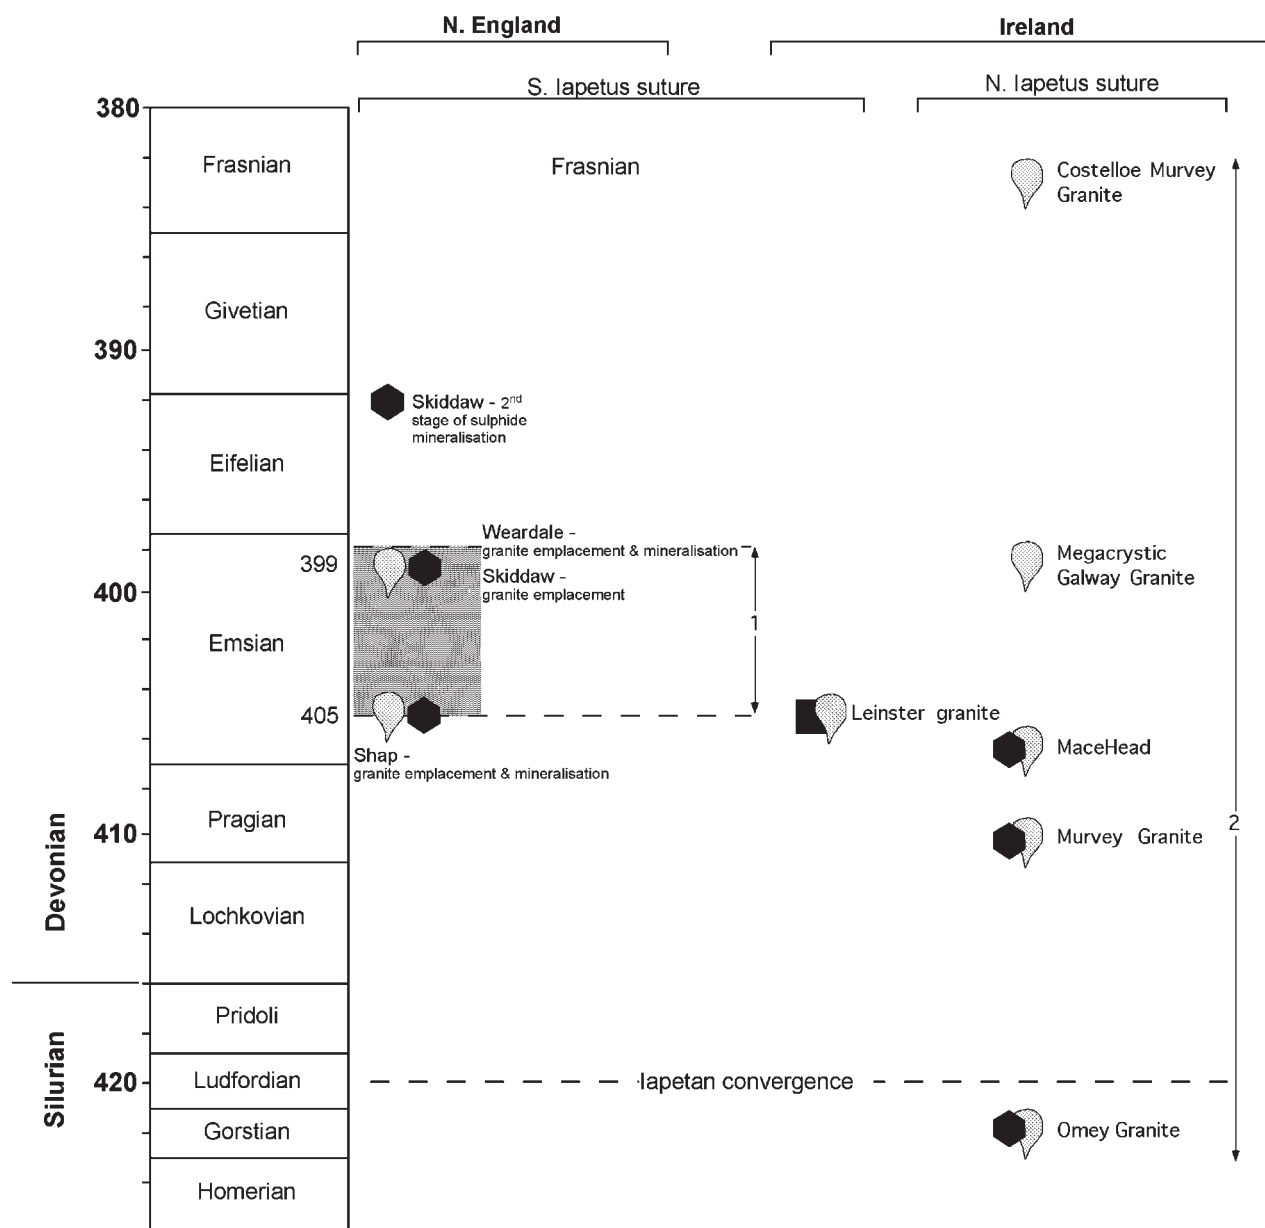 N. England
Ireland
S. Iapetus suture
N. Iapetus suture
380
Frasnian
Frasnian
Costelloe Murvey
Granite
Givetian
390
Skiddaw - 2nd
stage of sulphide
mineralisation
Eifelian
Weardale -
granite emplacement & mineralisation
399
Skiddaw -
granite emplacement
Megacrystic
Galway Granite
400
1
Emsian
405
Leinster granite
Shap -
granite emplacement & mineralisation
MaceHead
Devonian
Pragian
410
2
Murvey Granite
Lochkovian
Silurian
Pridoli
420
Ludfordian
Iapetan convergence
Gorstian
Omey Granite
Homerian